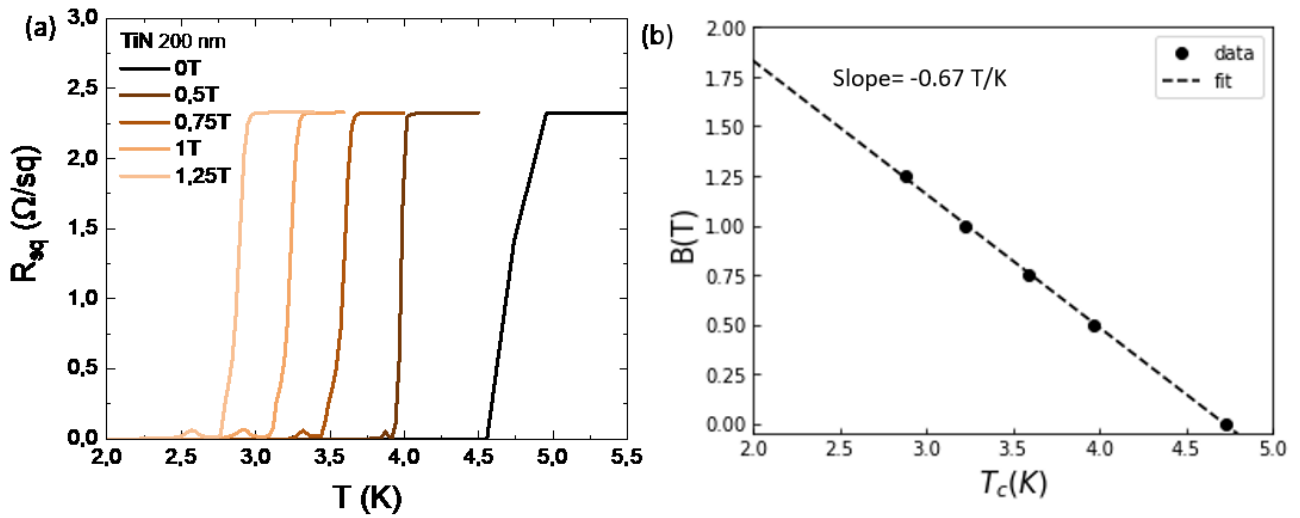 (a)
TiN 200 nm
0T
0,5T
0,75T
1T
1,25T
3,0
2,5
2,0
1,5
1,0
0,5
0,0
R_sq (Ω/sq)
2,0 2,5 3,0 3,5 4,0 4,5 5,0 5,5
T (K)
(b)
Slope= -0.67 T/K
data
fit
2.00
1.75
1.50
1.25
1.00
0.75
0.50
0.25
0.00
B(T)
2.0 2.5 3.0 3.5 4.0 4.5 5.0
T_c(K)